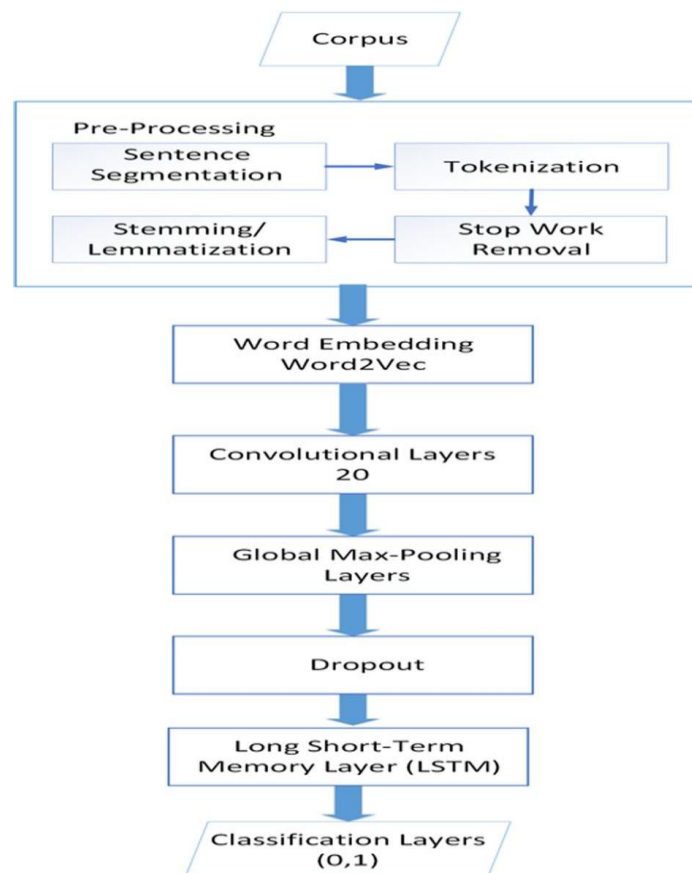 Corpus
Pre-Processing
Sentence
Segmentation
Tokenization
Stop Work
Removal
Stemming/
Lemmatization
Word Embedding
Word2Vec
Convolutional Layers
20
Global Max-Pooling
Layers
Dropout
Long Short-Term
Memory Layer (LSTM)
Classification Layers
(0,1)